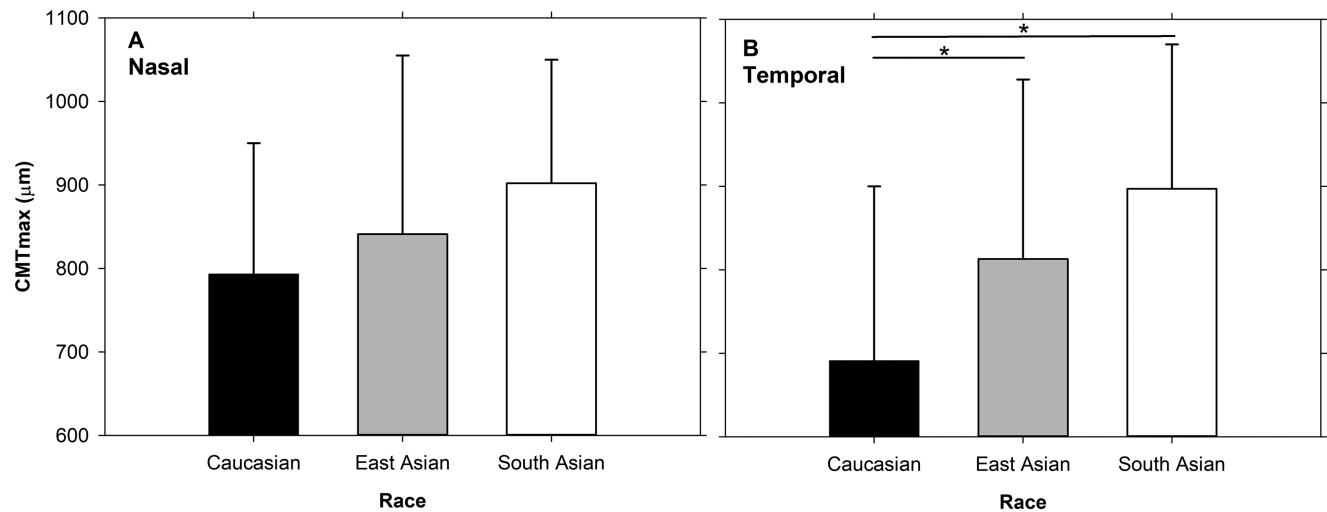 1100
1000
900
800
700
600
CMTmax (μm)
A
Nasal
Caucasian East Asian South Asian
Race
B
Temporal
*
*
Caucasian East Asian South Asian
Race